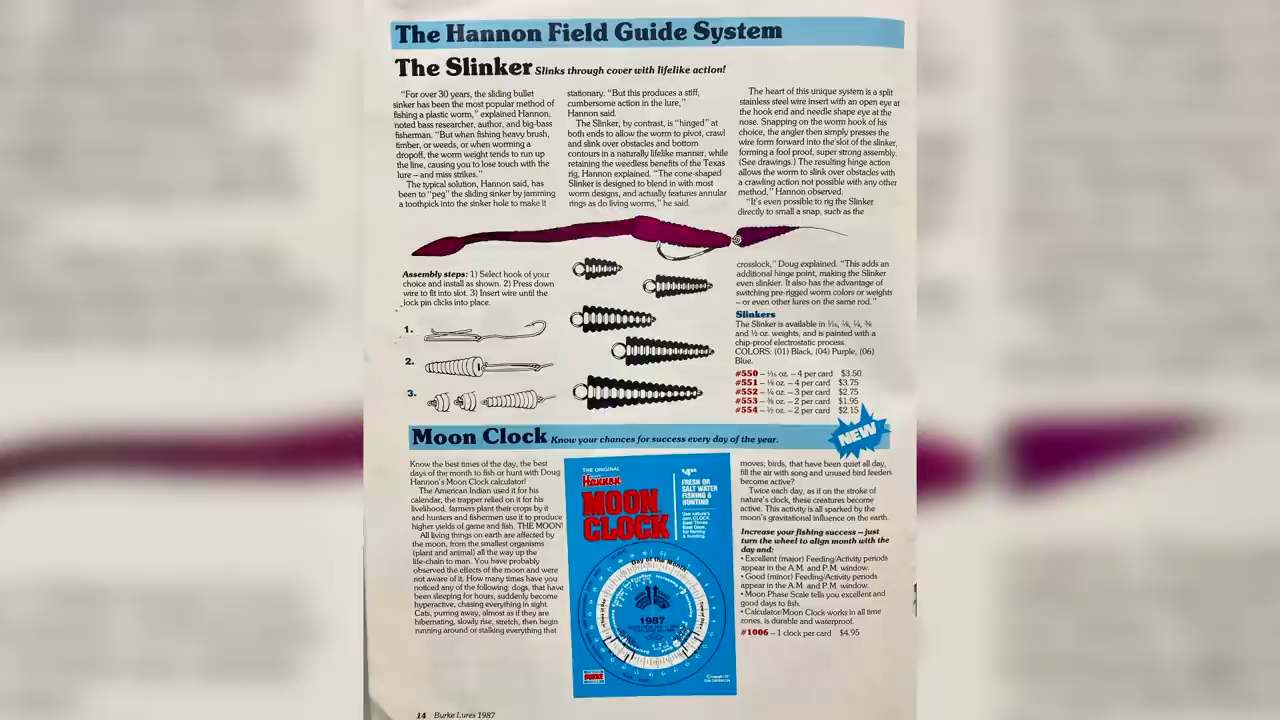 The Hannon Field Guide System
The Slinker Slinks through cover with lifelike action!
"For over 30 years, the sliding bullet
sinker has been the most popular method of
fishing a plastic worm," explained Hannon,
noted bass researcher, author, and big-bass
fisherman. "But when fishing heavy brush,
timber, or weeds, or when worming a
dropoff, the worm weight tends to run up
the line, causing you to lose touch with the
lure – and miss strikes."
The typical solution, Hannon said, has
been to "peg" the sliding sinker by jamming
a toothpick into the sinker hole to make it
stationary. "But this produces a stiff,
cumbersome action in the lure,"
Hannon said.
The Slinker, by contrast, is "hinged" at
both ends to allow the worm to pivot, crawl
and slink over obstacles and bottom
contours in a naturally lifelike manner, while
retaining the weedless benefits of the Texas
rig, Hannon explained. "The cone-shaped
Slinker is designed to blend in with most
worm designs, and actually features annular
rings as do living worms," he said.
The heart of this unique system is a split
stainless steel wire insert with an open eye at
the hook end and needle shape eye at the
nose. Snapping on the worm hook of his
choice, the angler then simply presses the
wire form forward into the slot of the slinker,
forming a fool proof, super strong assembly.
(See drawings.) The resulting hinge action
allows the worm to slink over obstacles with
a crawling action not possible with any other
method," Hannon observed.
"It's even possible to rig the Slinker
directly to small a snap, such as the
crosslock," Doug explained. "This adds an
additional hinge point, making the Slinker
even slinkier. It also has the advantage of
switching pre-rigged worm colors or weights
– or even other lures on the same rod."
Assembly steps: 1) Select hook of your
choice and install as shown. 2) Press down
wire to fit into slot. 3) Insert wire until the
lock pin clicks into place.
1.
2.
3.
Slinkers
The Slinker is available in 1/16, 1/8, 1/4, 3/8
and 1/2 oz. weights, and is painted with a
chip-proof electrostatic process.
COLORS: (01) Black, (04) Purple, (06)
Blue.
#550 – 1/16 oz. – 4 per card $3.50
#551 – 1/8 oz. – 4 per card $3.75
#552 – 1/4 oz. – 3 per card $2.75
#553 – 3/8 oz. – 2 per card $1.95
#554 – 1/2 oz. – 2 per card $2.15
NEW
Moon Clock Know your chances for success every day of the year.
Know the best times of the day, the best
days of the month to fish or hunt with Doug
Hannon's Moon Clock calculator!
The American Indian used it for his
calendar, the trapper relied on it for his
livelihood, farmers plant their crops by it
and hunters and fishermen use it to produce
higher yields of game and fish. THE MOON!
All living things on earth are affected by
the moon, from the smallest organisms
(plant and animal) all the way up the
life-chain to man. You have probably
observed the effects of the moon and were
not aware of it. How many times have you
noticed any of the following: dogs, that have
been sleeping for hours, suddenly become
hyperactive, chasing everything in sight.
Cats, purring away, almost as if they are
hibernating, slowly rise, stretch, then begin
running around or stalking everything that
THE ORIGINAL
Hannon
MOON
CLOCK
FRESH OR
SALT WATER
FISHING &
HUNTING
Day of the Month
1987
BURKE
moves; birds, that have been quiet all day,
fill the air with song and unused bird feeders
become active?
Twice each day, as if on the stroke of
nature's clock, these creatures become
active. This activity is all sparked by the
moon's gravitational influence on the earth.
Increase your fishing success – just
turn the wheel to align month with the
day and:
• Excellent (major) Feeding/Activity periods
appear in the A.M. and P.M. window.
• Good (minor) Feeding/Activity periods
appear in the A.M. and P.M. window.
• Moon Phase Scale tells you excellent and
good days to fish.
• Calculator/Moon Clock works in all time
zones, is durable and waterproof.
#1006 – 1 clock per card $4.95
14 Burke Lures 1987